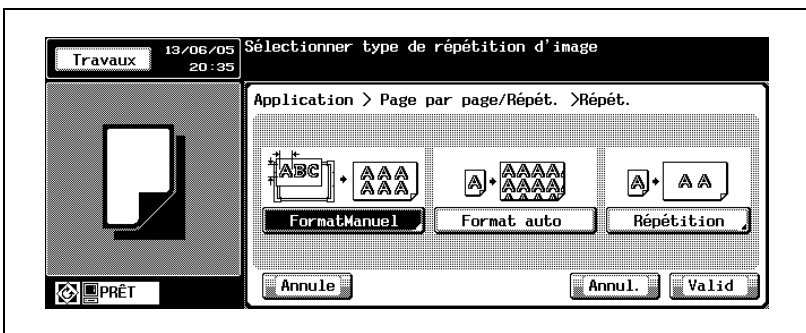 Travaux
13/06/05
20:35
Sélectionner type de répétition d'image
Application > Page par page/Répét. >Répét.
ABC
AAA
AAA
A
AAAA
AAAA
AAAA
A
A A
FormatManuel
Format auto
Répétition
PRÊT
Annule
Annul.
Valid